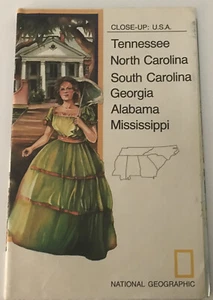 CLOSE-UP: U.S.A.
Tennessee
North Carolina
South Carolina
Georgia
Alabama
Mississippi
NATIONAL GEOGRAPHIC